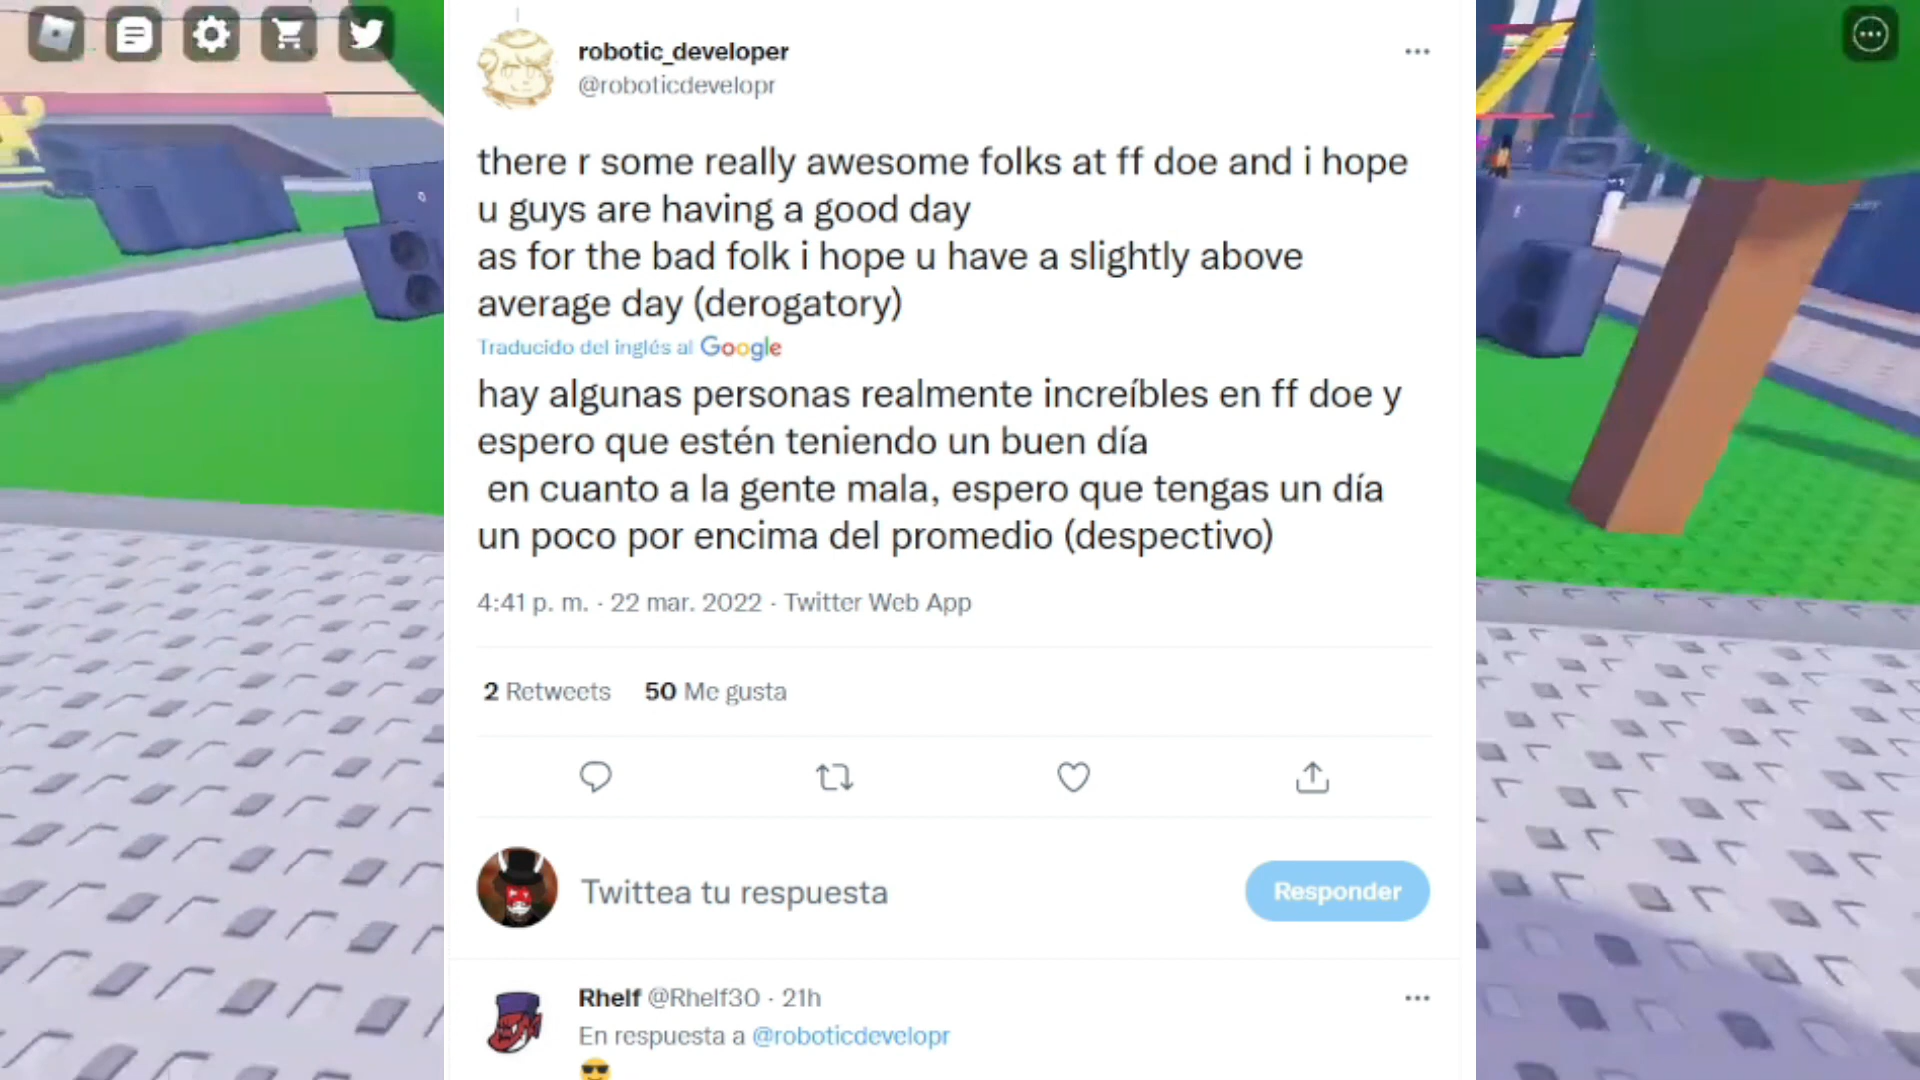 robotic_developer
@roboticdevelopr
there r some really awesome folks at ff doe and i hope
u guys are having a good day
as for the bad folk i hope u have a slightly above
average day (derogatory)
Traducido del inglés al Google
hay algunas personas realmente increíbles en ff doe y
espero que estén teniendo un buen día
en cuanto a la gente mala, espero que tengas un día
un poco por encima del promedio (despectivo)
4:41 p. m. · 22 mar. 2022 · Twitter Web App
2 Retweets 50 Me gusta
Twittea tu respuesta
Responder
Rhelf @Rhelf30 · 21h
En respuesta a @roboticdevelopr